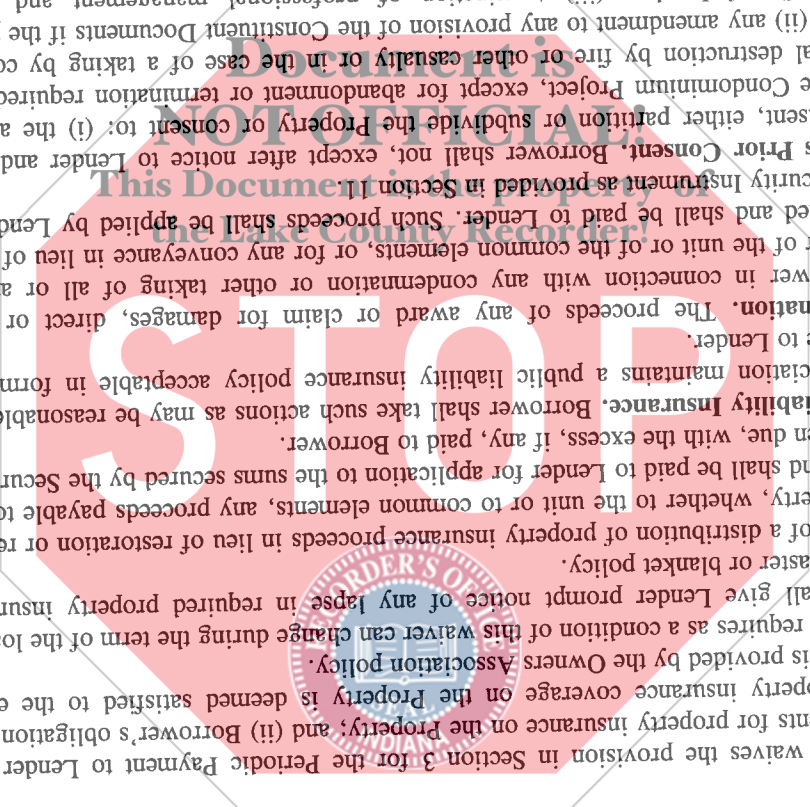 waives the provision in Section 3 for the Periodic Payment to Lender
nts for property insurance on the Property; and (ii) Borrower's obligation
operty insurance coverage on the Property is deemed satisfied to the e
is provided by the Owners Association policy.
requires as a condition of this waiver can change during the term of the lo
all give Lender prompt notice of any lapse in required property insur
aster or blanket policy.
of a distribution of property insurance proceeds in lieu of restoration or re
erty, whether to the unit or to common elements, any proceeds payable to
nd shall be paid to Lender for application to the sums secured by the Secur
en due, with the excess, if any, paid to Borrower.
iability Insurance. Borrower shall take such actions as may be reasonable
ciation maintains a public liability insurance policy acceptable in form
e to Lender.
nation. The proceeds of any award or claim for damages, direct or
wer in connection with any condemnation or other taking of all or a
r of the unit or of the common elements, or for any conveyance in lieu of
ed and shall be paid to Lender. Such proceeds shall be applied by Lend
curity Instrument as provided in Section 11.
s Prior Consent. Borrower shall not, except after notice to Lender and
sent, either partition or subdivide the Property or consent to: (i) the a
e Condominium Project, except for abandonment or termination required
al destruction by fire or other casualty or in the case of a taking by co
(ii) any amendment to any provision of the Constituent Documents if the
of professional management and
Document is
NOT OFFICIAL!
This Document is the property of
the Lake County Recorder!
STOP
RECORDER'S OFFICE
SEAL
INDIANA